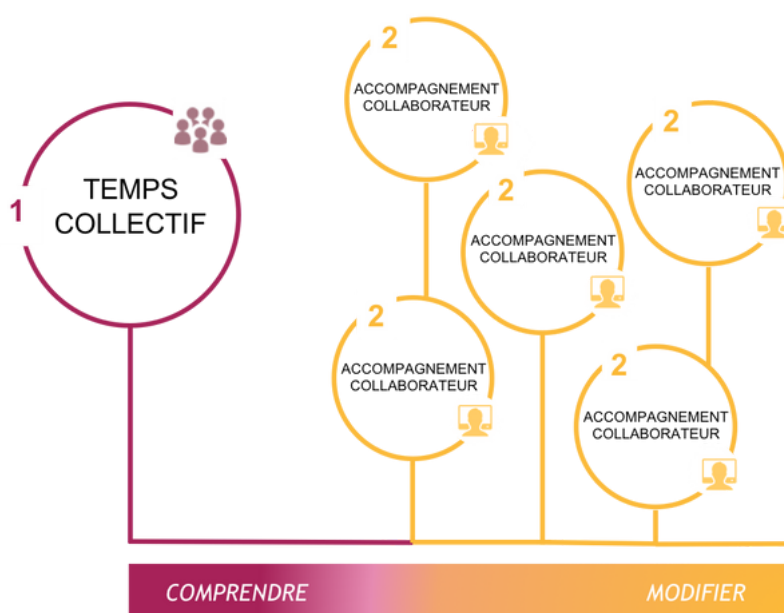 1
TEMPS
COLLECTIF
2
ACCOMPAGNEMENT
COLLABORATEUR
2
ACCOMPAGNEMENT
COLLABORATEUR
2
ACCOMPAGNEMENT
COLLABORATEUR
2
ACCOMPAGNEMENT
COLLABORATEUR
2
ACCOMPAGNEMENT
COLLABORATEUR
COMPRENDRE
MODIFIER